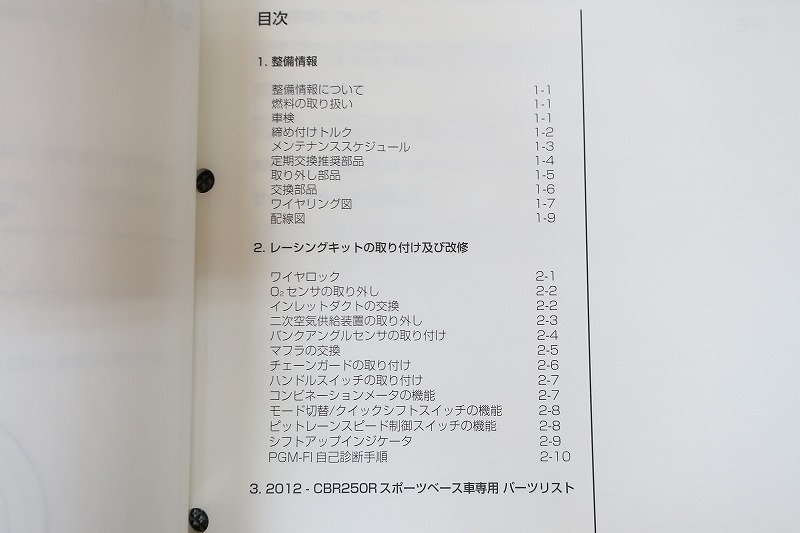 目次
1. 整備情報
整備情報について 1-1
燃料の取り扱い 1-1
車検 1-1
締め付けトルク 1-2
メンテナンススケジュール 1-3
定期交換推奨部品 1-4
取り外し部品 1-5
交換部品 1-6
ワイヤリング図 1-7
配線図 1-9
2. レーシングキットの取り付け及び改修
ワイヤロック 2-1
O₂センサの取り外し 2-2
インレットダクトの交換 2-2
二次空気供給装置の取り外し 2-3
バンクアングルセンサの取り付け 2-4
マフラの交換 2-5
チェーンガードの取り付け 2-6
ハンドルスイッチの取り付け 2-7
コンビネーションメータの機能 2-7
モード切替/クイックシフトスイッチの機能 2-8
ピットレーンスピード制御スイッチの機能 2-8
シフトアップインジケータ 2-9
PGM-FI 自己診断手順 2-10
3. 2012 - CBR250R スポーツベース車専用 パーツリスト